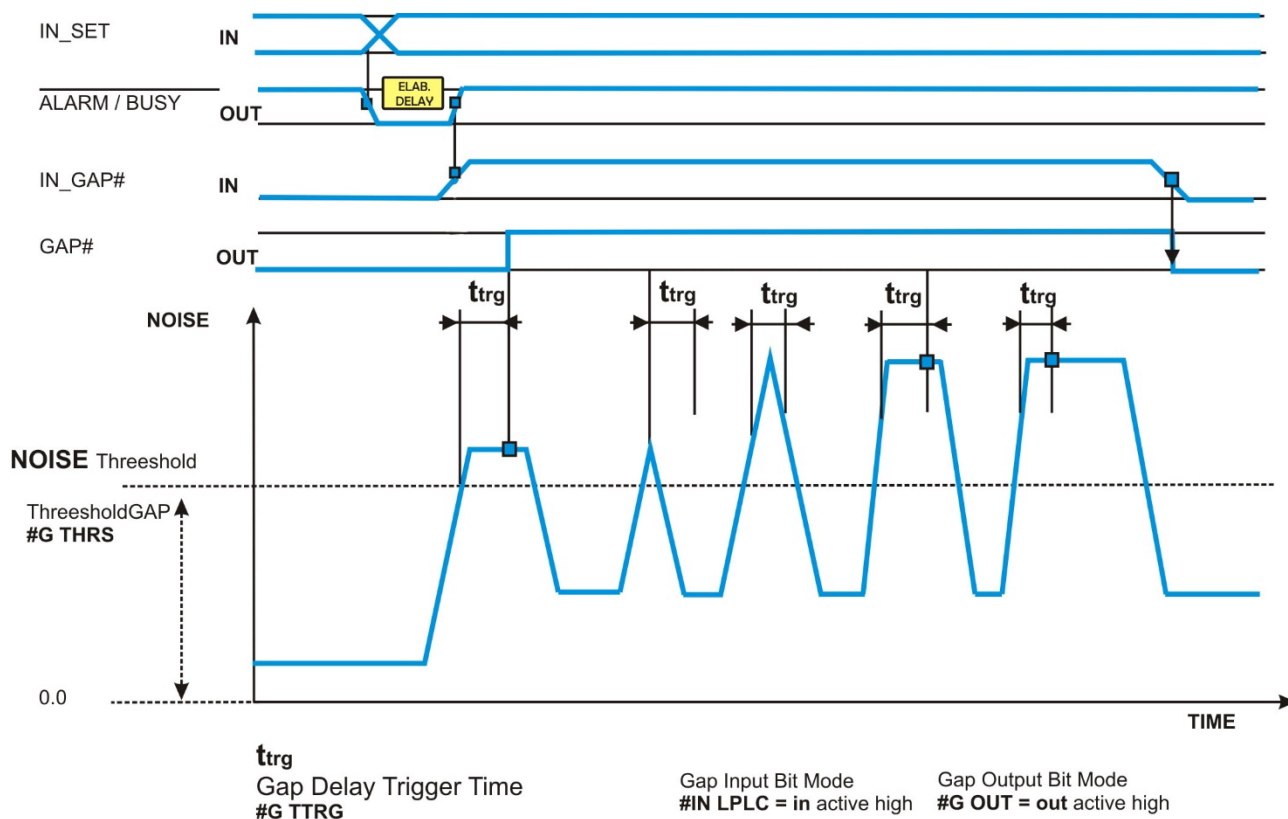 IN_SET IN
ELAB.
DELAY
ALARM / BUSY
OUT
IN_GAP# IN
GAP#
OUT
ttrg ttrg ttrg ttrg ttrg
NOISE
NOISE Threeshold
ThreesholdGAP
#G THRS
0.0
TIME
ttrg
Gap Delay Trigger Time
#G TTRG
Gap Input Bit Mode
#IN LPLC = in active high
Gap Output Bit Mode
#G OUT = out active high